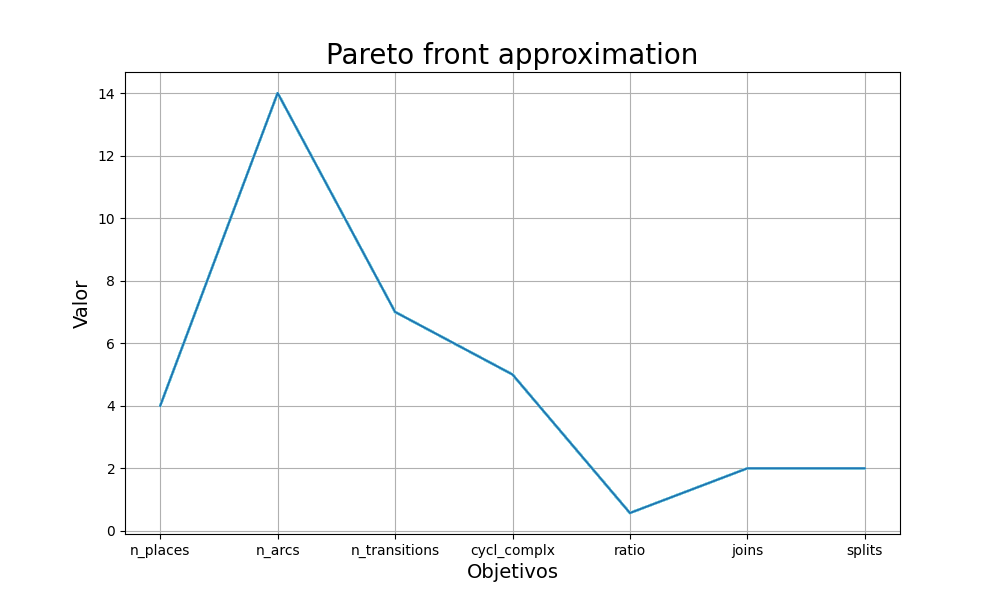 Pareto front approximation
14
12
10
8
6
4
2
0
Valor
n_places n_arcs n_transitions cycl_complx ratio joins splits
Objetivos